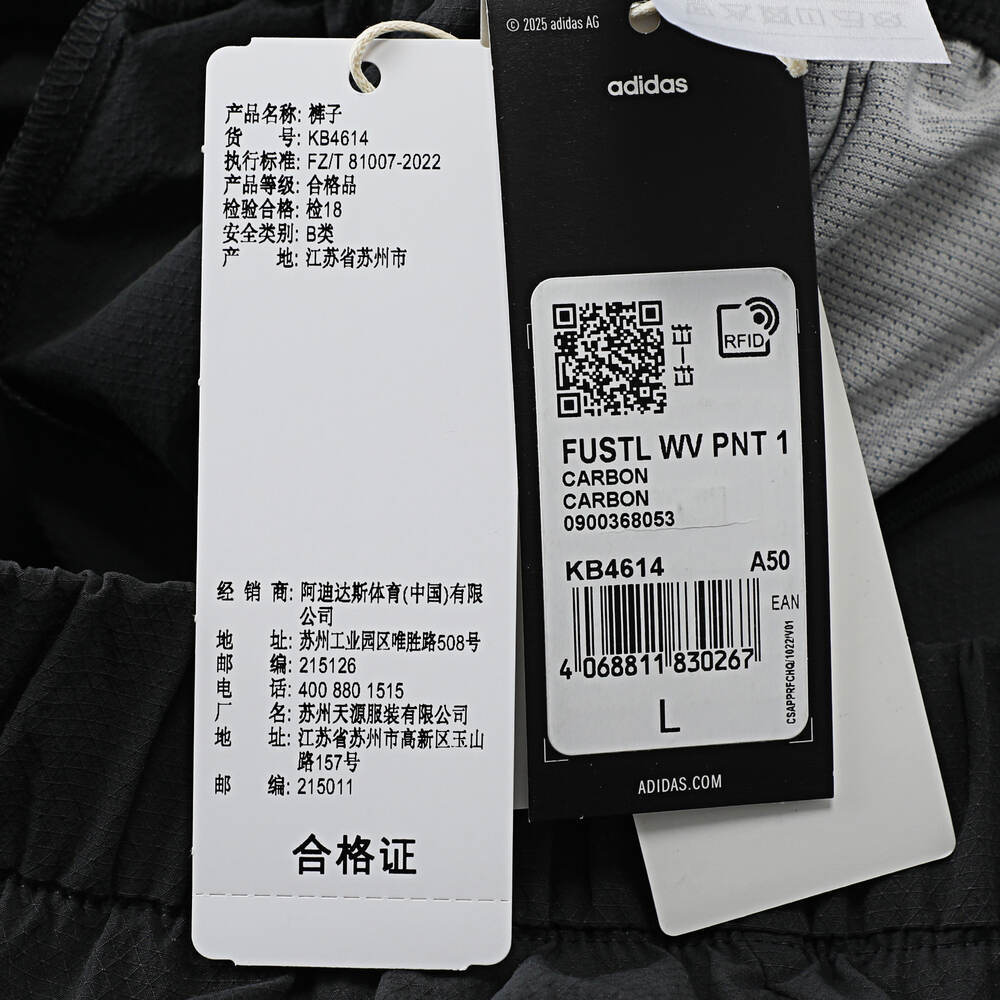 产品名称: 裤子
货 号: KB4614
执行标准: FZ/T 81007-2022
产品等级: 合格品
检验合格: 检18
安全类别: B类
产 地: 江苏省苏州市
经 销 商: 阿迪达斯体育(中国)有限
公司
地 址: 苏州工业园区唯胜路508号
邮 编: 215126
电 话: 400 880 1515
厂 名: 苏州天源服装有限公司
地 址: 江苏省苏州市高新区玉山
路157号
邮 编: 215011
合格证
© 2025 adidas AG
adidas
扫一扫
RFID
FUSTL WV PNT 1
CARBON
CARBON
0900368053
KB4614 A50
EAN
4 068811 830267
CSAPPRFCHQ/1022/V01
L
ADIDAS.COM